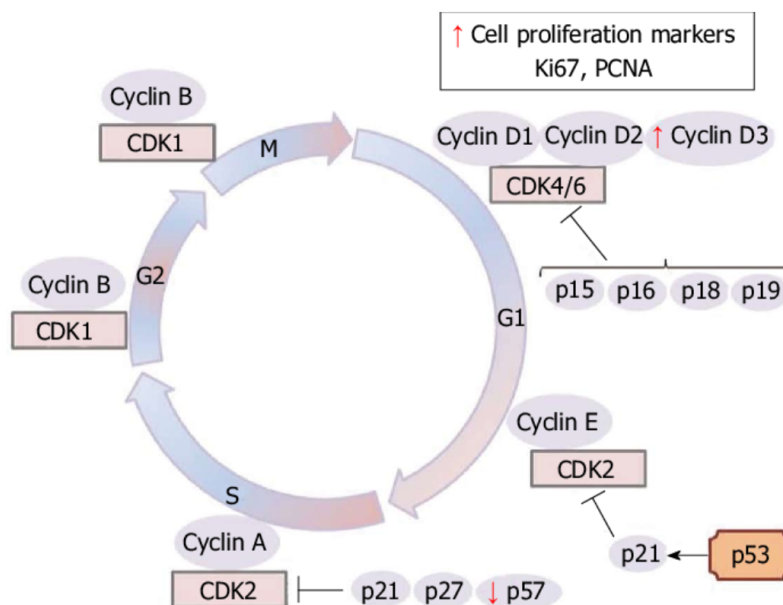 ↑ Cell proliferation markers
Ki67, PCNA
Cyclin B
CDK1
M
Cyclin D1 Cyclin D2 ↑ Cyclin D3
CDK4/6
G2
Cyclin B
CDK1
p15 p16 p18 p19
G1
Cyclin E
CDK2
S
Cyclin A
CDK2
p21 p27 ↓ p57
p21
p53